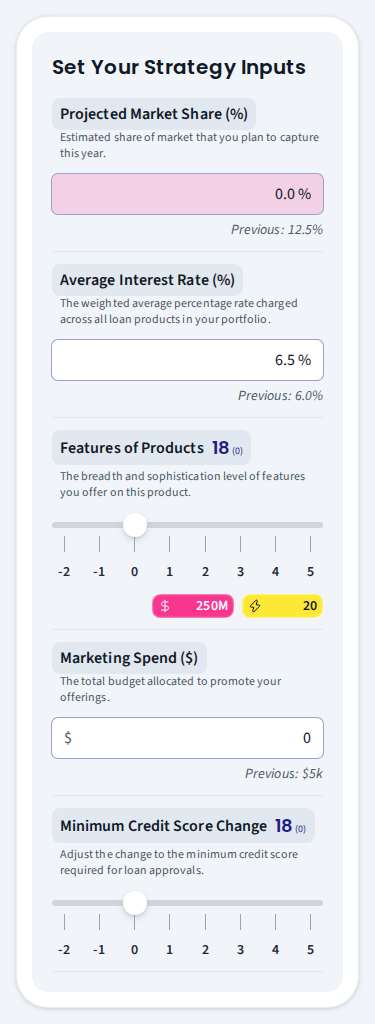 Set Your Strategy Inputs
Projected Market Share (%)
Estimated share of market that you plan to capture
this year.
0.0 %
Previous: 12.5%
Average Interest Rate (%)
The weighted average percentage rate charged
across all loan products in your portfolio.
6.5 %
Previous: 6.0%
Features of Products 18 (0)
The breadth and sophistication level of features
you offer on this product.
-2 -1 0 1 2 3 4 5
$ 250M 20
Marketing Spend ($)
The total budget allocated to promote your
offerings.
$ 0
Previous: $5k
Minimum Credit Score Change 18 (0)
Adjust the change to the minimum credit score
required for loan approvals.
-2 -1 0 1 2 3 4 5